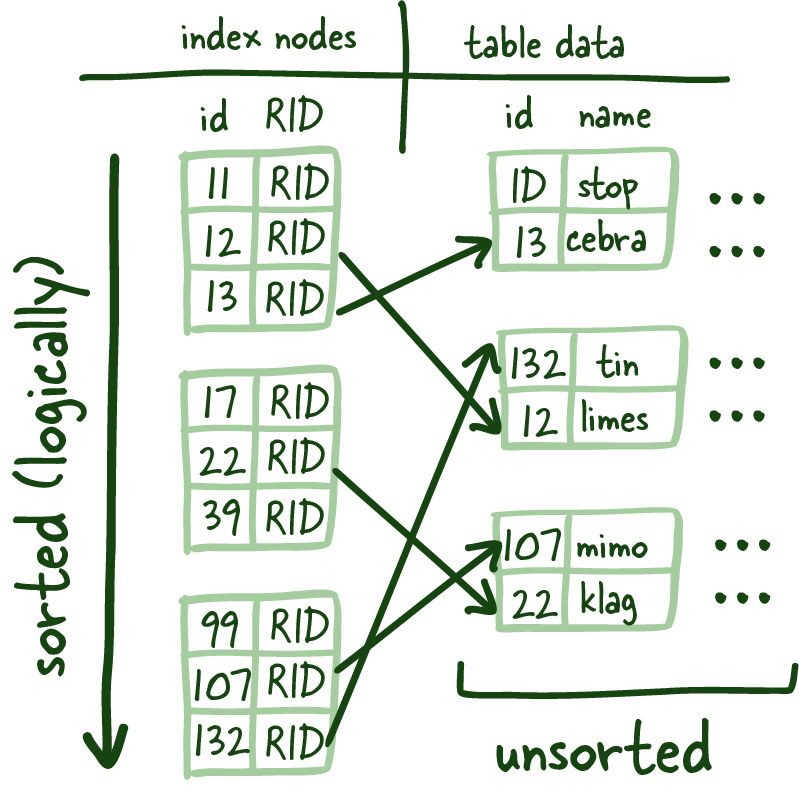 index nodes
table data
id RID
id name
11 RID
12 RID
13 RID
17 RID
22 RID
39 RID
99 RID
107 RID
132 RID
1D stop
13 cebra
132 tin
12 limes
107 mimo
22 klag
sorted (logically)
unsorted